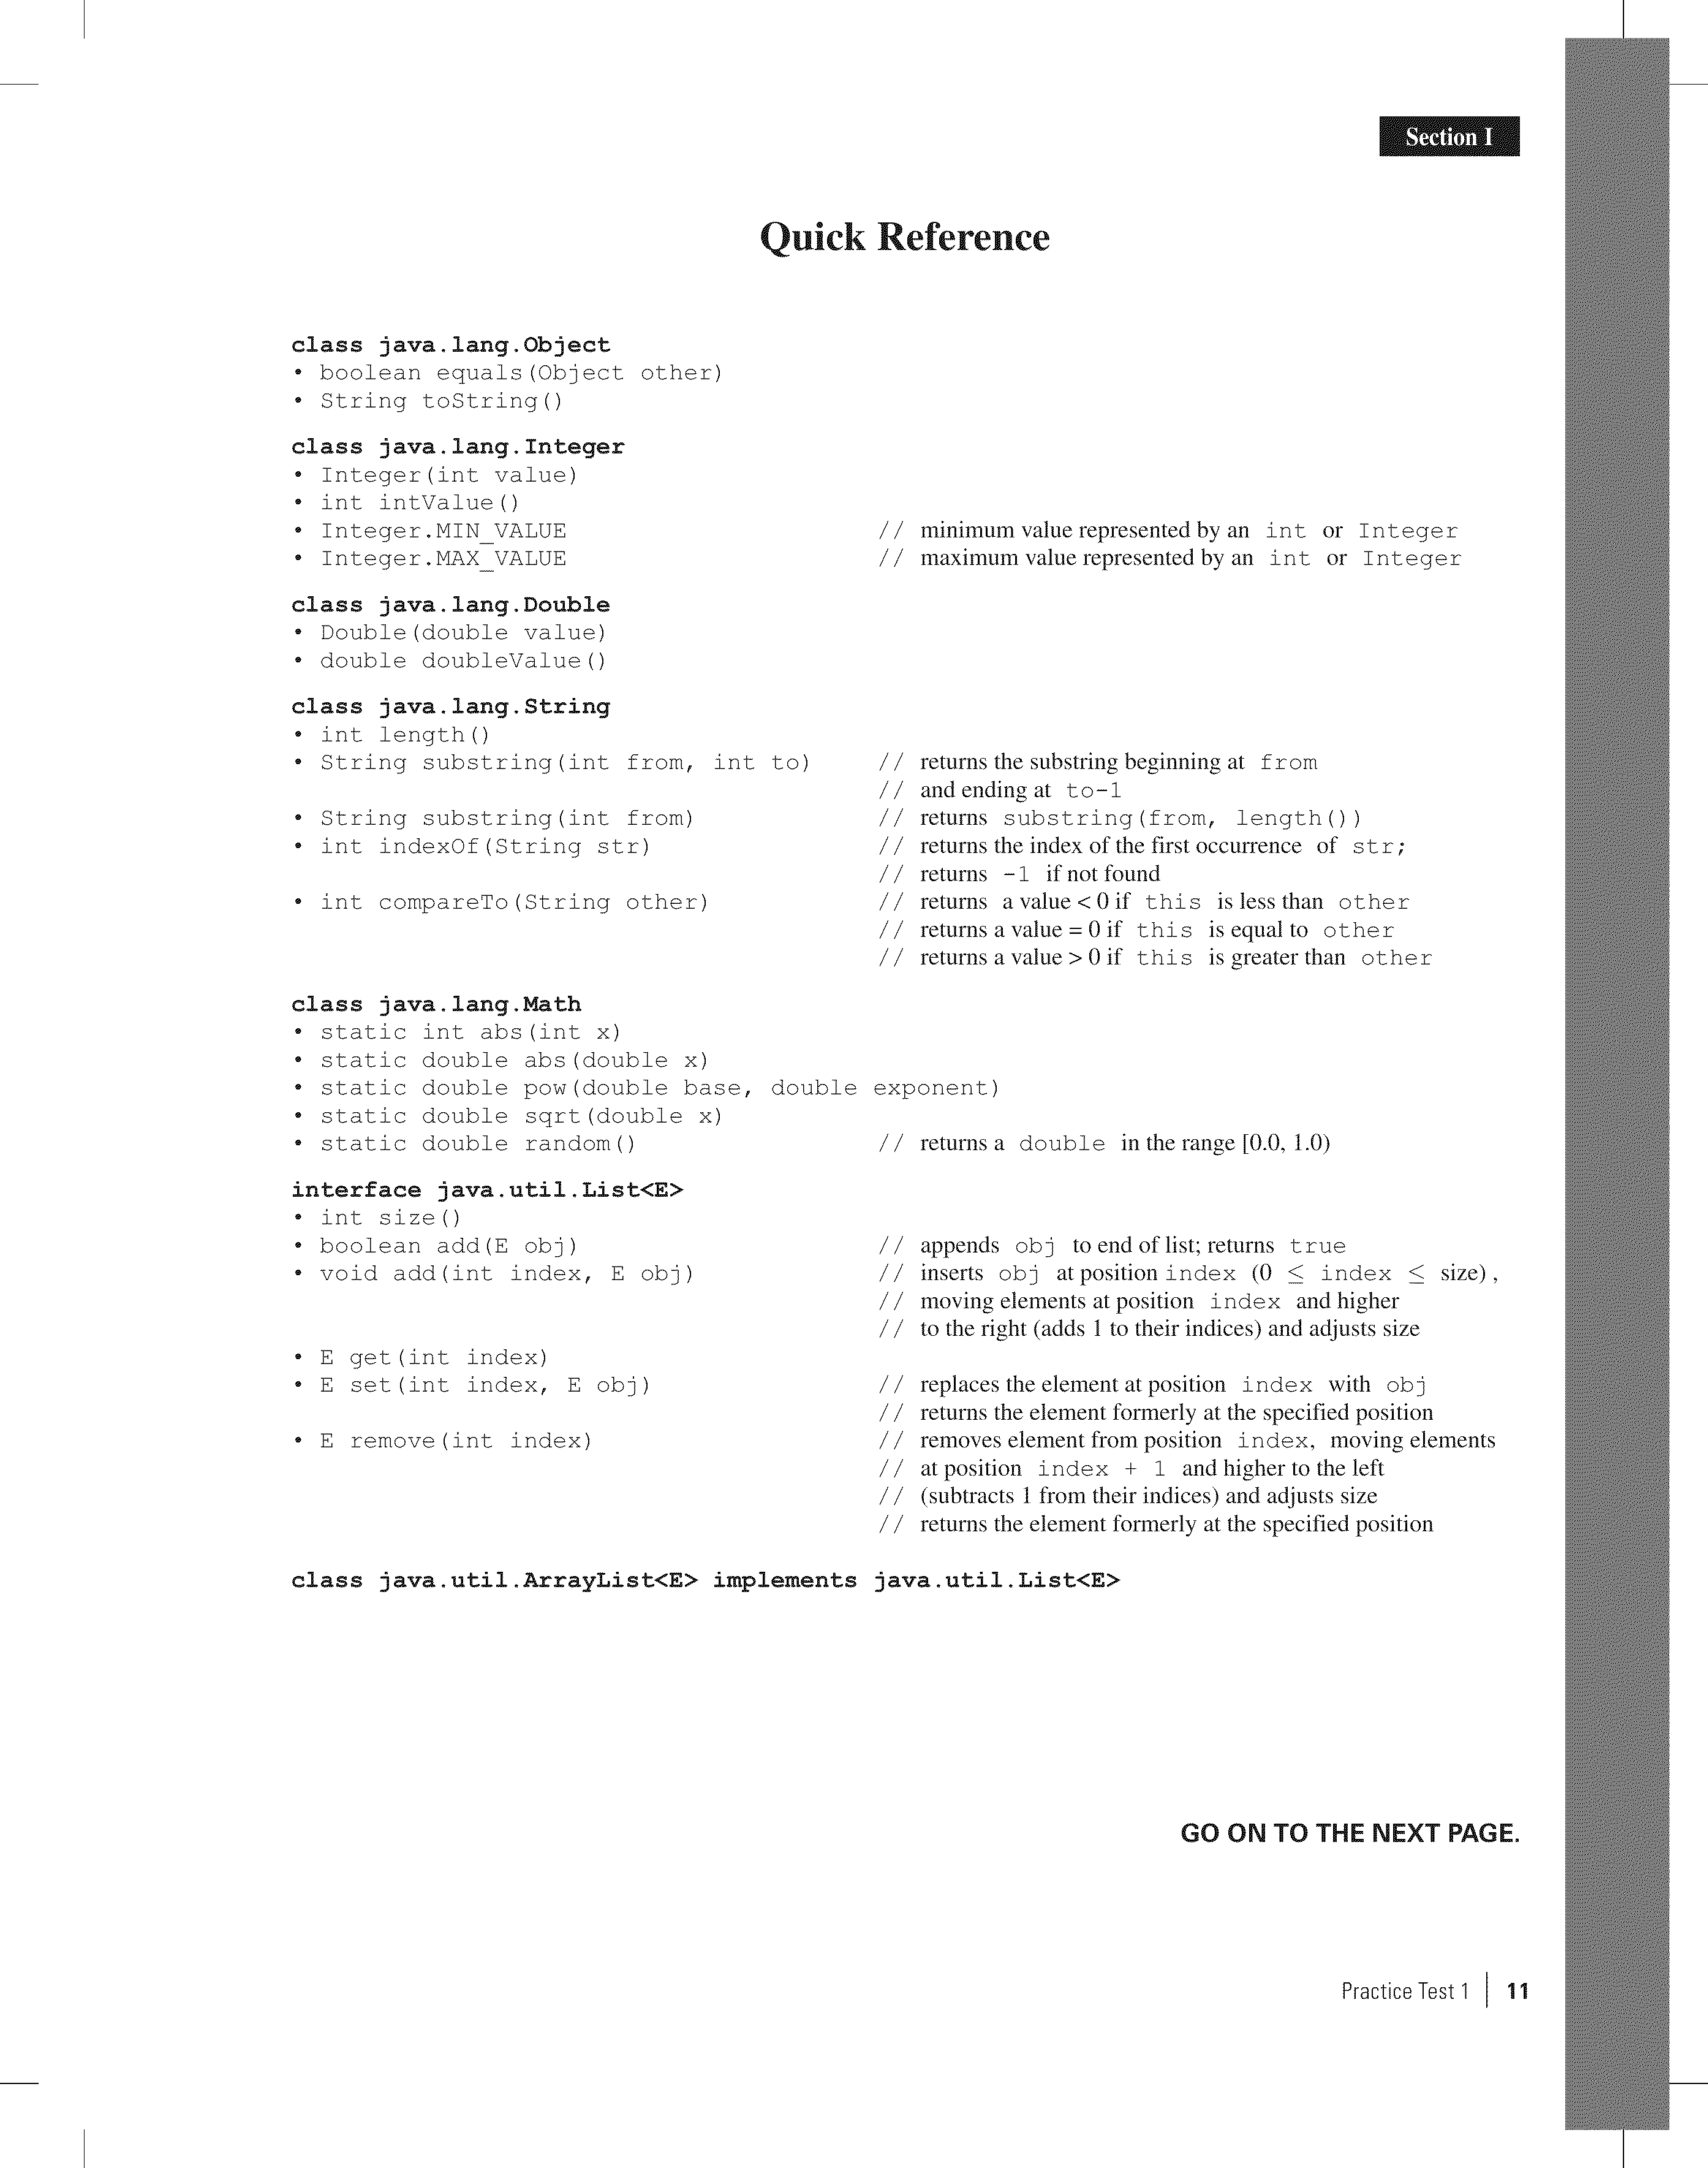 Section I
Quick Reference
class java.lang.Object
• boolean equals(Object other)
• String toString()
class java.lang.Integer
• Integer(int value)
• int intValue()
• Integer.MIN_VALUE // minimum value represented by an int or Integer
• Integer.MAX_VALUE // maximum value represented by an int or Integer
class java.lang.Double
• Double(double value)
• double doubleValue()
class java.lang.String
• int length()
• String substring(int from, int to) // returns the substring beginning at from
// and ending at to-1
• String substring(int from) // returns substring(from, length())
• int indexOf(String str) // returns the index of the first occurrence of str;
// returns -1 if not found
• int compareTo(String other) // returns a value < 0 if this is less than other
// returns a value = 0 if this is equal to other
// returns a value > 0 if this is greater than other
class java.lang.Math
• static int abs(int x)
• static double abs(double x)
• static double pow(double base, double exponent)
• static double sqrt(double x)
• static double random() // returns a double in the range [0.0, 1.0)
interface java.util.List<E>
• int size()
• boolean add(E obj) // appends obj to end of list; returns true
• void add(int index, E obj) // inserts obj at position index (0 ≤ index ≤ size),
// moving elements at position index and higher
// to the right (adds 1 to their indices) and adjusts size
• E get(int index)
• E set(int index, E obj) // replaces the element at position index with obj
// returns the element formerly at the specified position
• E remove(int index) // removes element from position index, moving elements
// at position index + 1 and higher to the left
// (subtracts 1 from their indices) and adjusts size
// returns the element formerly at the specified position
class java.util.ArrayList<E> implements java.util.List<E>
GO ON TO THE NEXT PAGE.
Practice Test 1 | 11